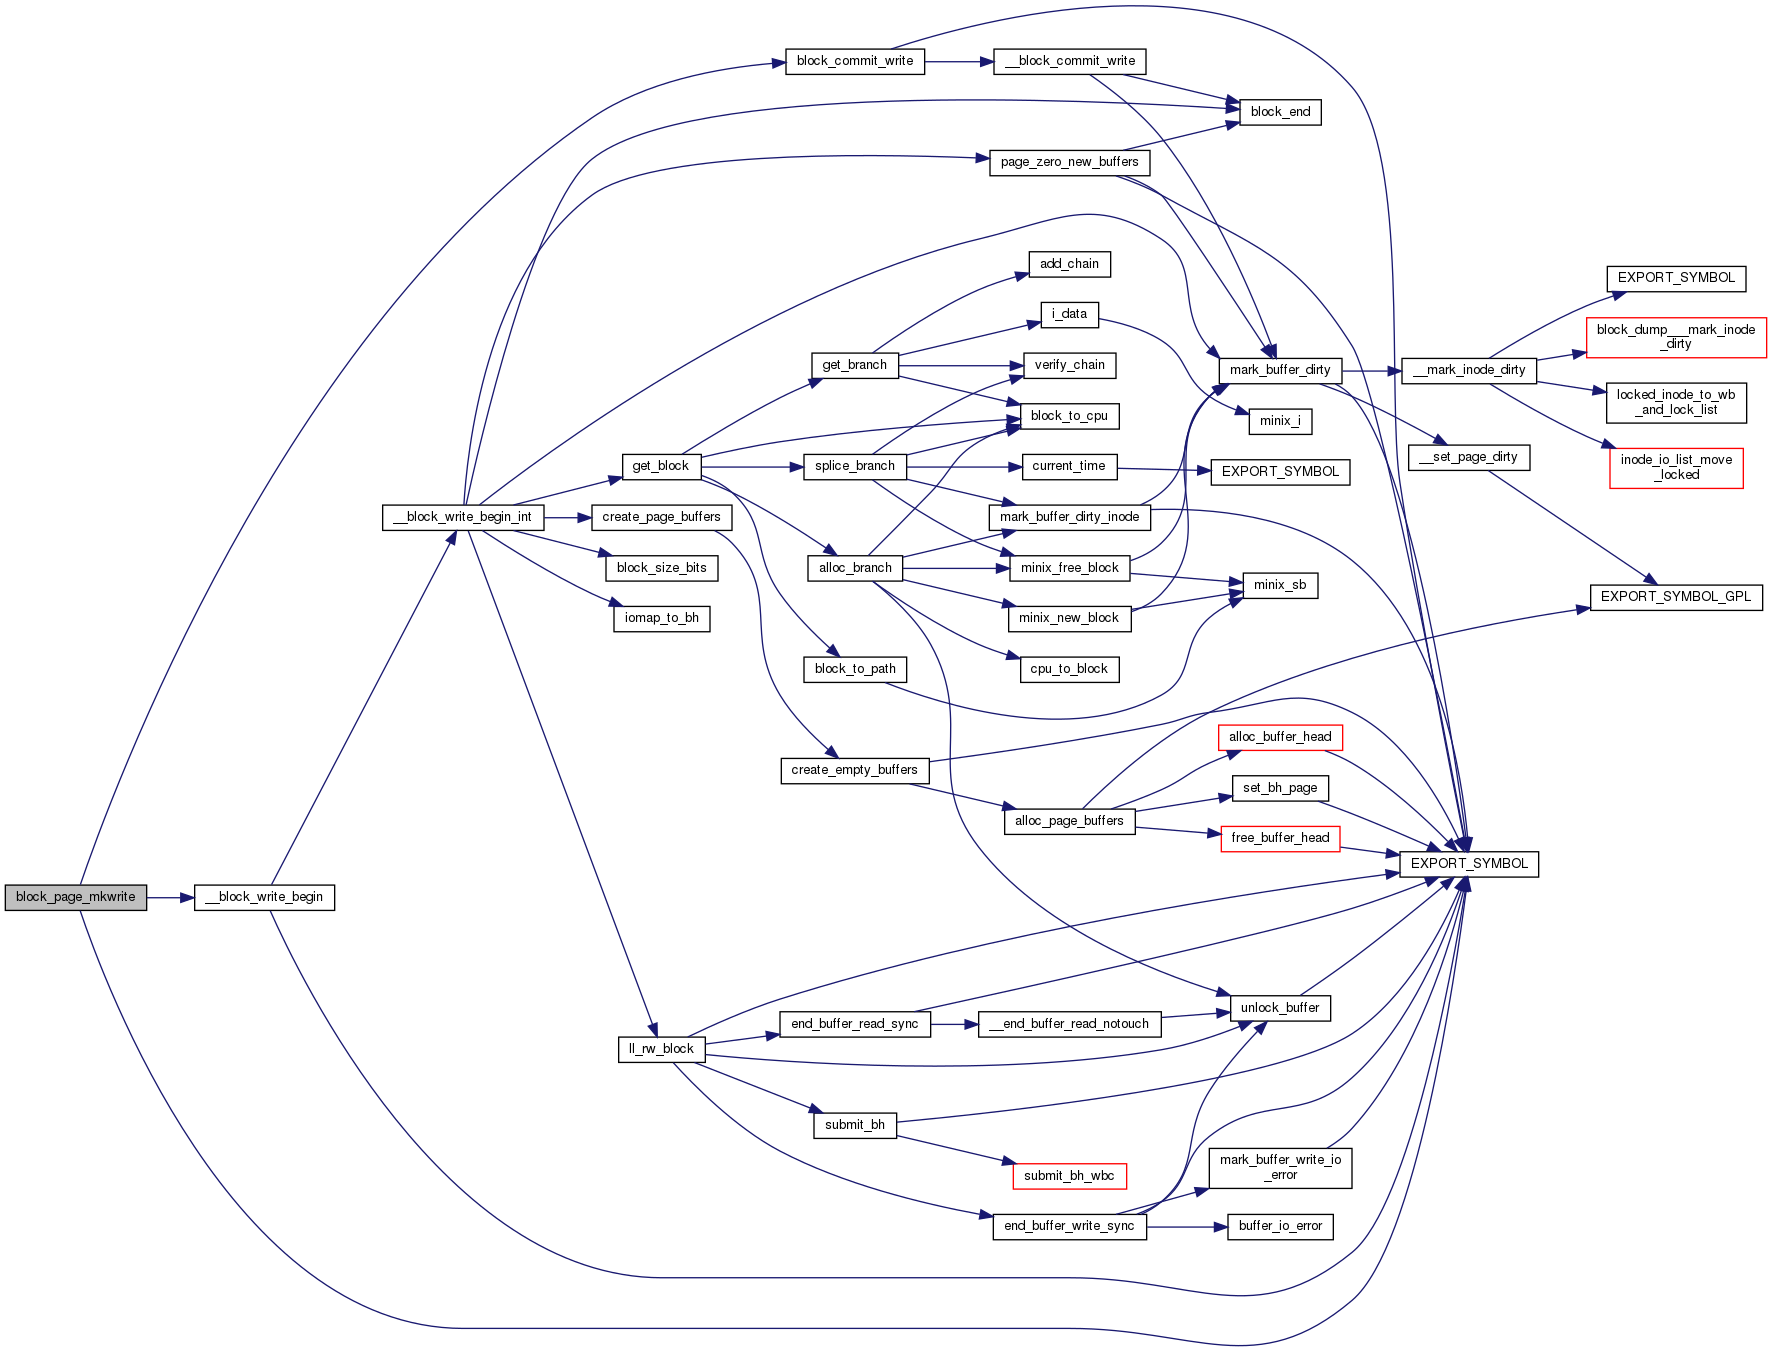 block_commit_write
__block_commit_write
block_end
page_zero_new_buffers
add_chain
EXPORT_SYMBOL
i_data
block_dump___mark_inode
_dirty
get_branch
verify_chain
mark_buffer_dirty
__mark_inode_dirty
locked_inode_to_wb
_and_lock_list
block_to_cpu
minix_i
__set_page_dirty
get_block
splice_branch
current_time
EXPORT_SYMBOL
inode_io_list_move
_locked
__block_write_begin_int
create_page_buffers
mark_buffer_dirty_inode
block_size_bits
alloc_branch
minix_free_block
minix_sb
EXPORT_SYMBOL_GPL
iomap_to_bh
minix_new_block
block_to_path
cpu_to_block
alloc_buffer_head
create_empty_buffers
set_bh_page
alloc_page_buffers
free_buffer_head
EXPORT_SYMBOL
block_page_mkwrite
__block_write_begin
unlock_buffer
end_buffer_read_sync
__end_buffer_read_notouch
ll_rw_block
submit_bh
mark_buffer_write_io
_error
submit_bh_wbc
end_buffer_write_sync
buffer_io_error